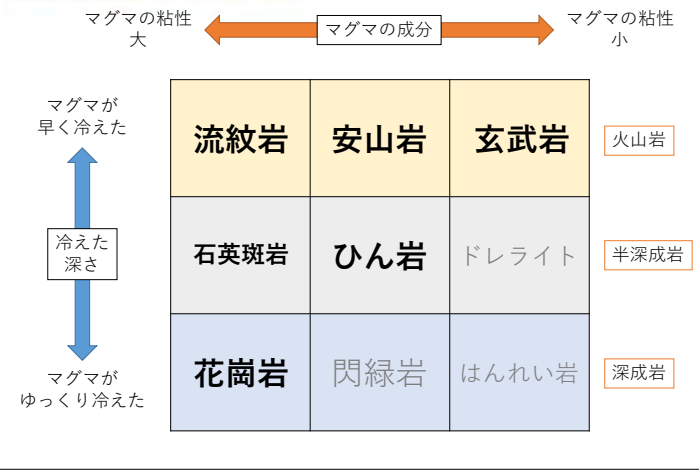 マグマの粘性
大
マグマの成分
マグマの粘性
小
マグマが
早く冷えた
流紋岩
安山岩
玄武岩
火山岩
冷えた
深さ
石英斑岩
ひん岩
ドレライト
半深成岩
マグマが
ゆっくり冷えた
花崗岩
閃緑岩
はんれい岩
深成岩